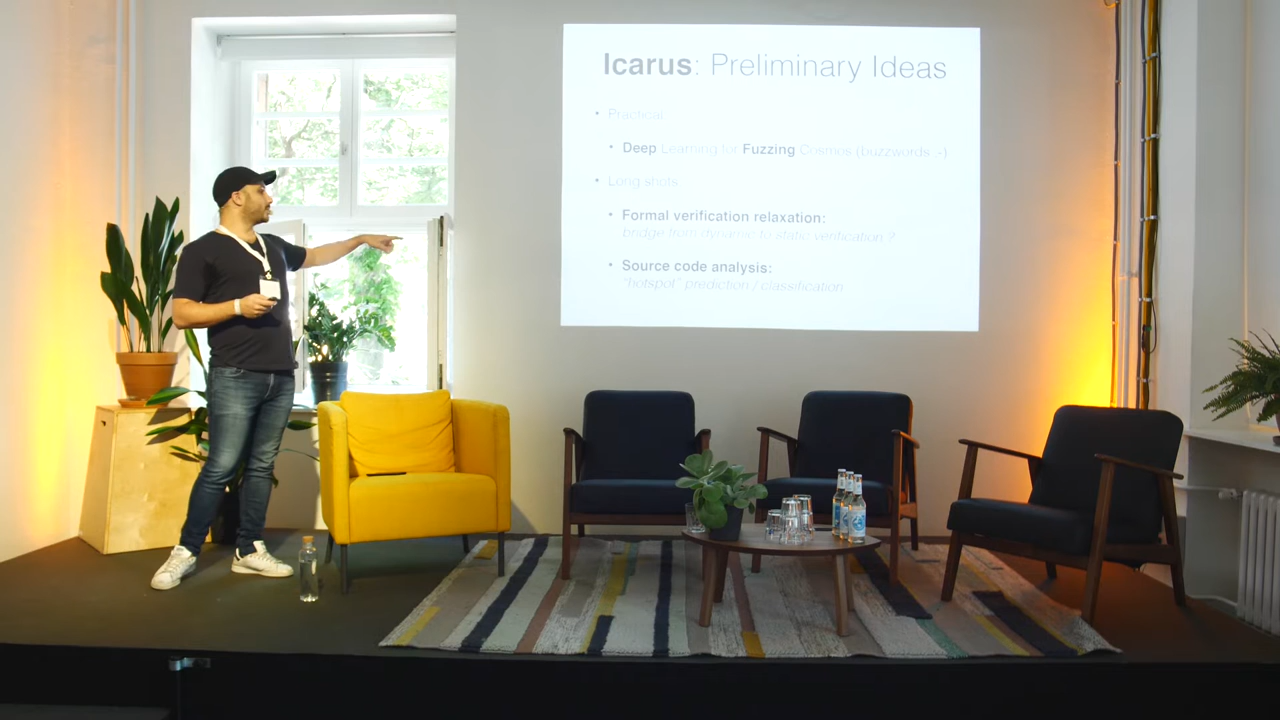 Icarus: Preliminary Ideas
• Practical
• Deep Learning for Fuzzing Cosmos (buzzwords :-)
• Long shots
• Formal verification relaxation:
bridge from dynamic to static verification ?
• Source code analysis:
"hotspot" prediction / classification